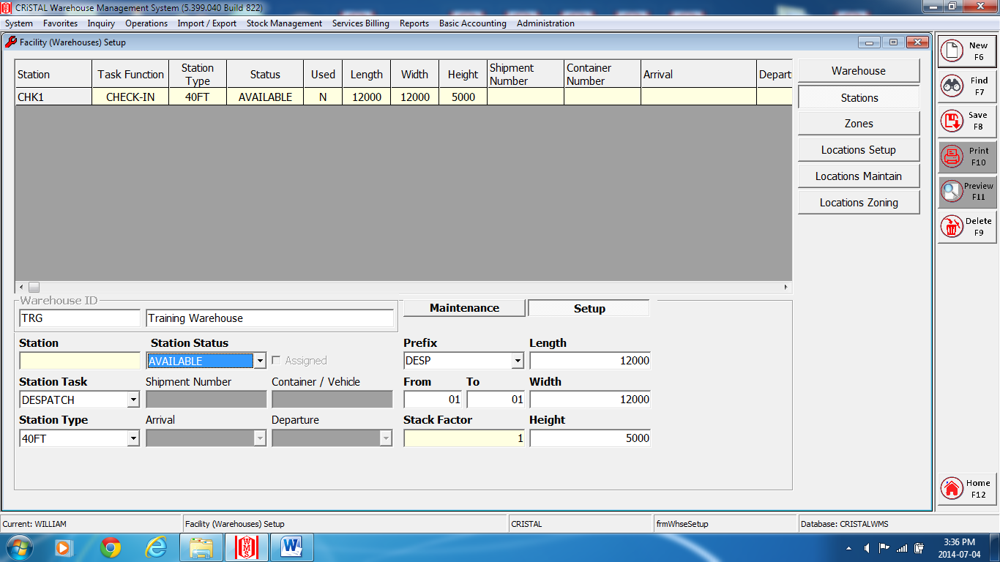 CRiSTAL Warehouse Management System (5.399.040 Build 822)
System Favorites Inquiry Operations Import / Export Stock Management Services Billing Reports Basic Accounting Administration
Facility (Warehouses) Setup
Station Task Function Station Type Status Used Length Width Height Shipment Number Container Number Arrival Depart
CHK1 CHECK-IN 40FT AVAILABLE N 12000 12000 5000
Warehouse
Stations
Zones
Locations Setup
Locations Maintain
Locations Zoning
New F6
Find F7
Save F8
Print F10
Preview F11
Delete F9
Home F12
Warehouse ID
TRG Training Warehouse
Maintenance Setup
Station Station Status Prefix Length
AVAILABLE Assigned DESP 12000
Station Task Shipment Number Container / Vehicle From To Width
DESPATCH 01 01 12000
Station Type Arrival Departure Stack Factor Height
40FT 1 5000
Current: WILLIAM Facility (Warehouses) Setup CRISTAL frmWhseSetup Database: CRISTALWMS
WMS
W
3:36 PM
2014-07-04